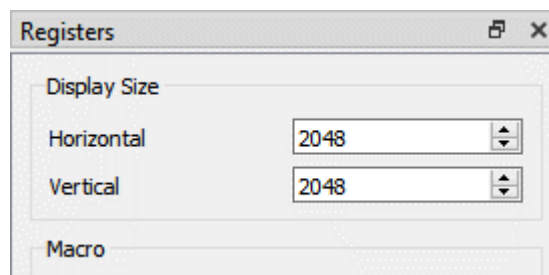 Registers
Display Size
Horizontal 2048
Vertical 2048
Macro